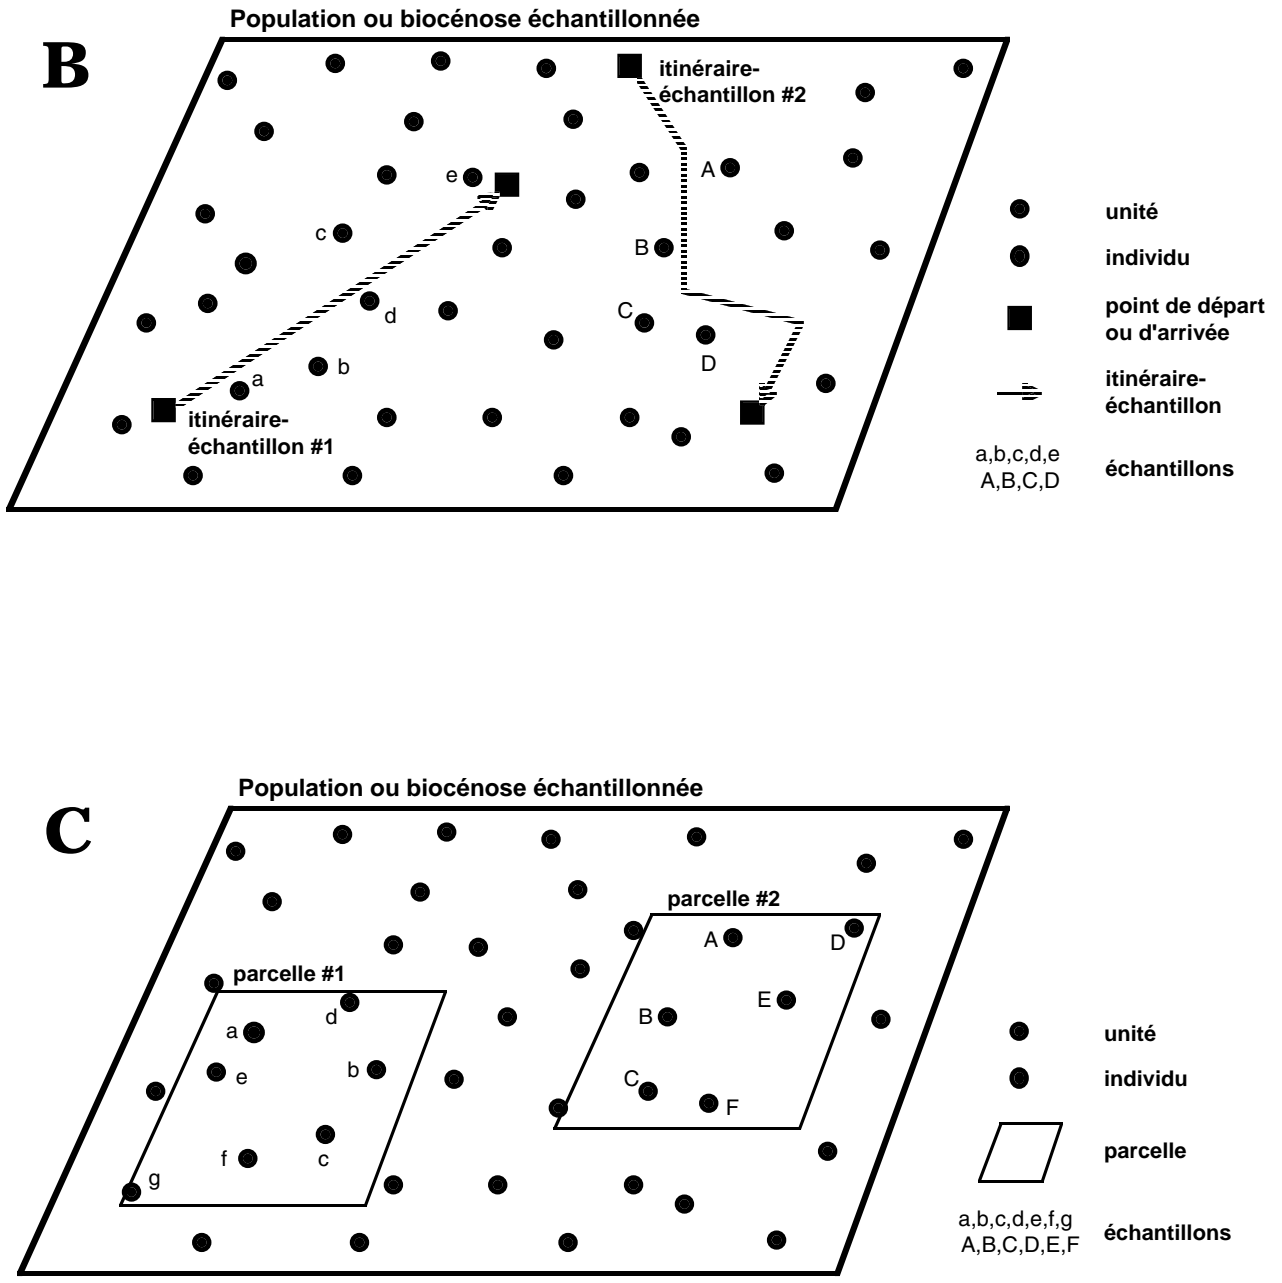 Population ou biocénose échantillonnée
B
itinéraire-
échantillon #2
A
e
c
B
d
C
D
b
a
itinéraire-
échantillon #1
unité
individu
point de départ
ou d'arrivée
itinéraire-
échantillon
a,b,c,d,e
A,B,C,D
échantillons
Population ou biocénose échantillonnée
C
parcelle #2
A
D
parcelle #1
E
d
B
a
b
e
C
F
f
c
g
unité
individu
parcelle
a,b,c,d,e,f,g
A,B,C,D,E,F
échantillons